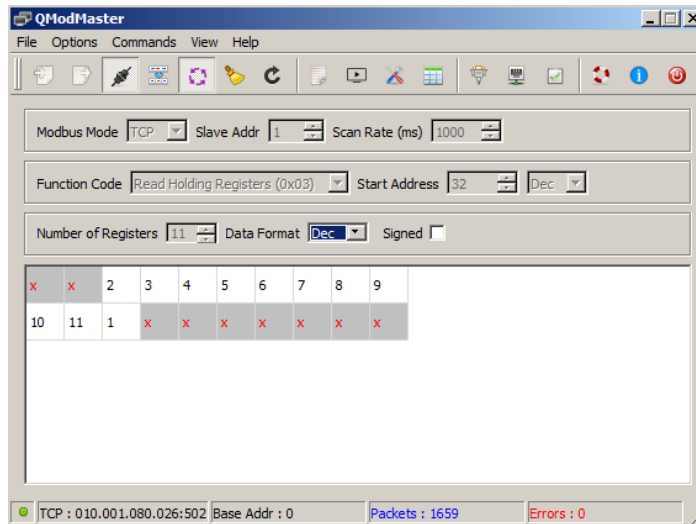 QModMaster
File Options Commands View Help
Modbus Mode TCP Slave Addr 1 Scan Rate (ms) 1000
Function Code Read Holding Registers (0x03) Start Address 32 Dec
Number of Registers 11 Data Format Dec Signed
x x 2 3 4 5 6 7 8 9
10 11 1 x x x x x x x
TCP : 010.001.080.026:502 Base Addr : 0 Packets : 1659 Errors : 0